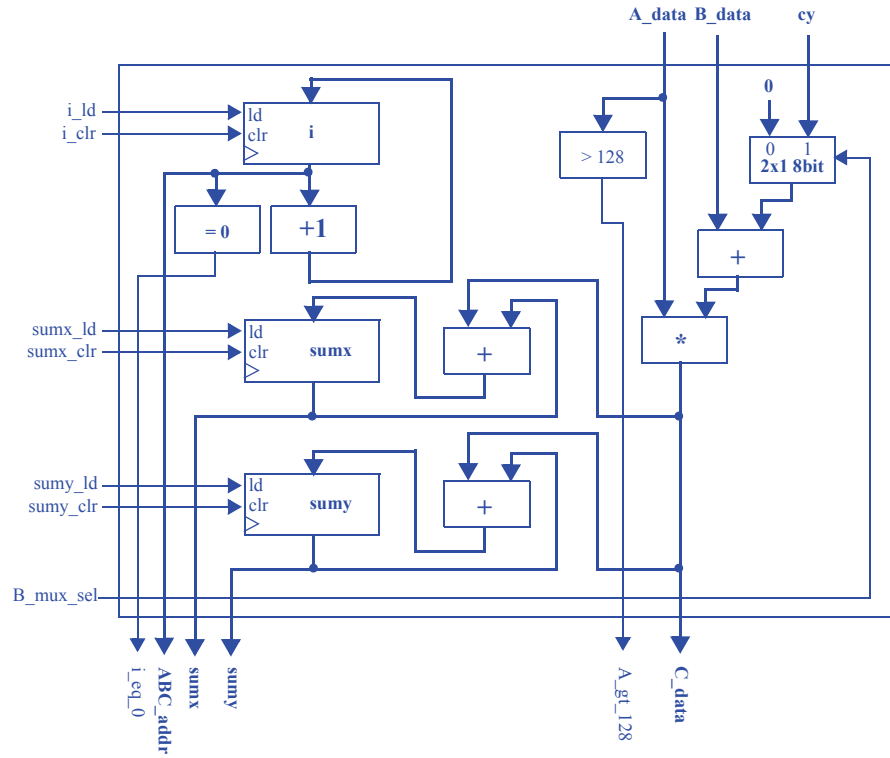 A_data B_data cy
i_ld
i_clr
ld
clr
i
0
> 128
0 1
2x1 8bit
= 0
+1
+
sumx_ld
sumx_clr
ld
clr
sumx
+
*
sumy_ld
sumy_clr
ld
clr
sumy
+
B_mux_sel
i_eq_0
ABC_addr
sumx
sumy
A_gt_128
C_data